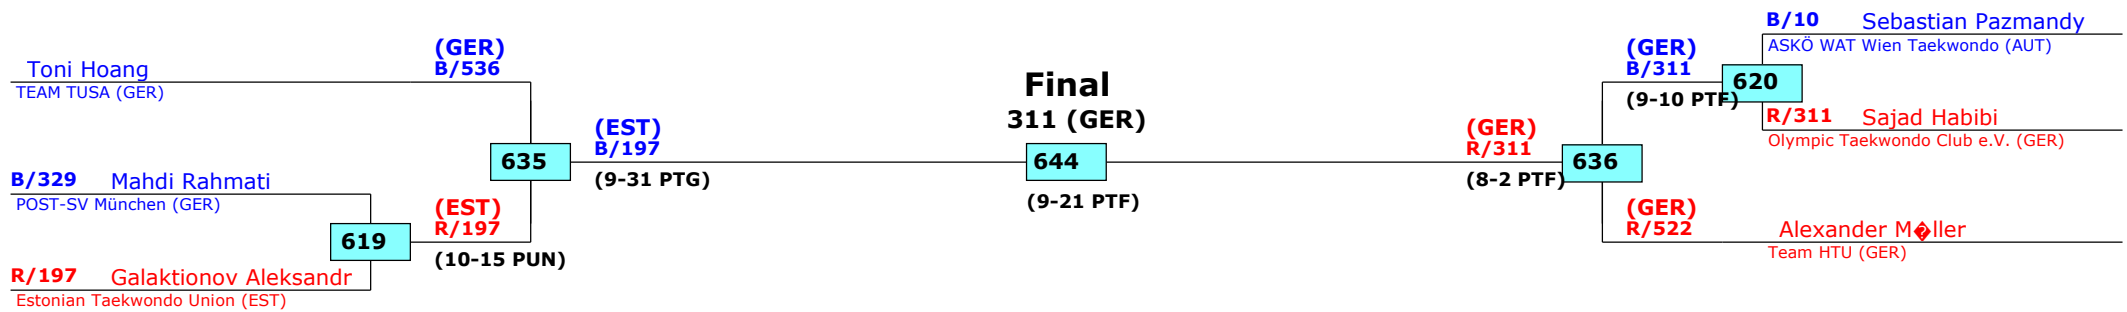 (GER)
B/536
Toni Hoang
TEAM TUSA (GER)
635
B/329 Mahdi Rahmati
POST-SV München (GER)
619
(EST)
R/197
(10-15 PUN)
R/197 Galaktionov Aleksandr
Estonian Taekwondo Union (EST)
(EST)
B/197
(9-31 PTG)
Final
311 (GER)
644
(9-21 PTF)
(GER)
R/311
(8-2 PTF)
636
(GER)
B/311
(9-10 PTF)
620
B/10 Sebastian Pazmandy
ASKÖ WAT Wien Taekwondo (AUT)
R/311 Sajad Habibi
Olympic Taekwondo Club e.V. (GER)
(GER)
R/522
Alexander M�ller
Team HTU (GER)